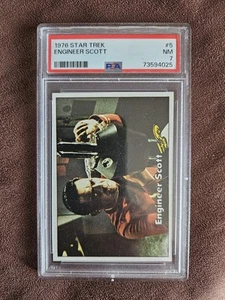 1976 STAR TREK #5
ENGINEER SCOTT NM
PSA 7
73594025
Engineer Scott